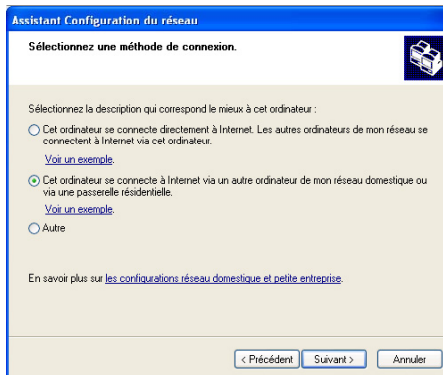 Assistant Configuration du réseau
Sélectionnez une méthode de connexion.
Sélectionnez la description qui correspond le mieux à cet ordinateur :
Cet ordinateur se connecte directement à Internet. Les autres ordinateurs de mon réseau se
connectent à Internet via cet ordinateur.
Voir un exemple.
Cet ordinateur se connecte à Internet via un autre ordinateur de mon réseau domestique ou
via une passerelle résidentielle.
Voir un exemple.
Autre
En savoir plus sur les configurations réseau domestique et petite entreprise.
< Précédent Suivant > Annuler